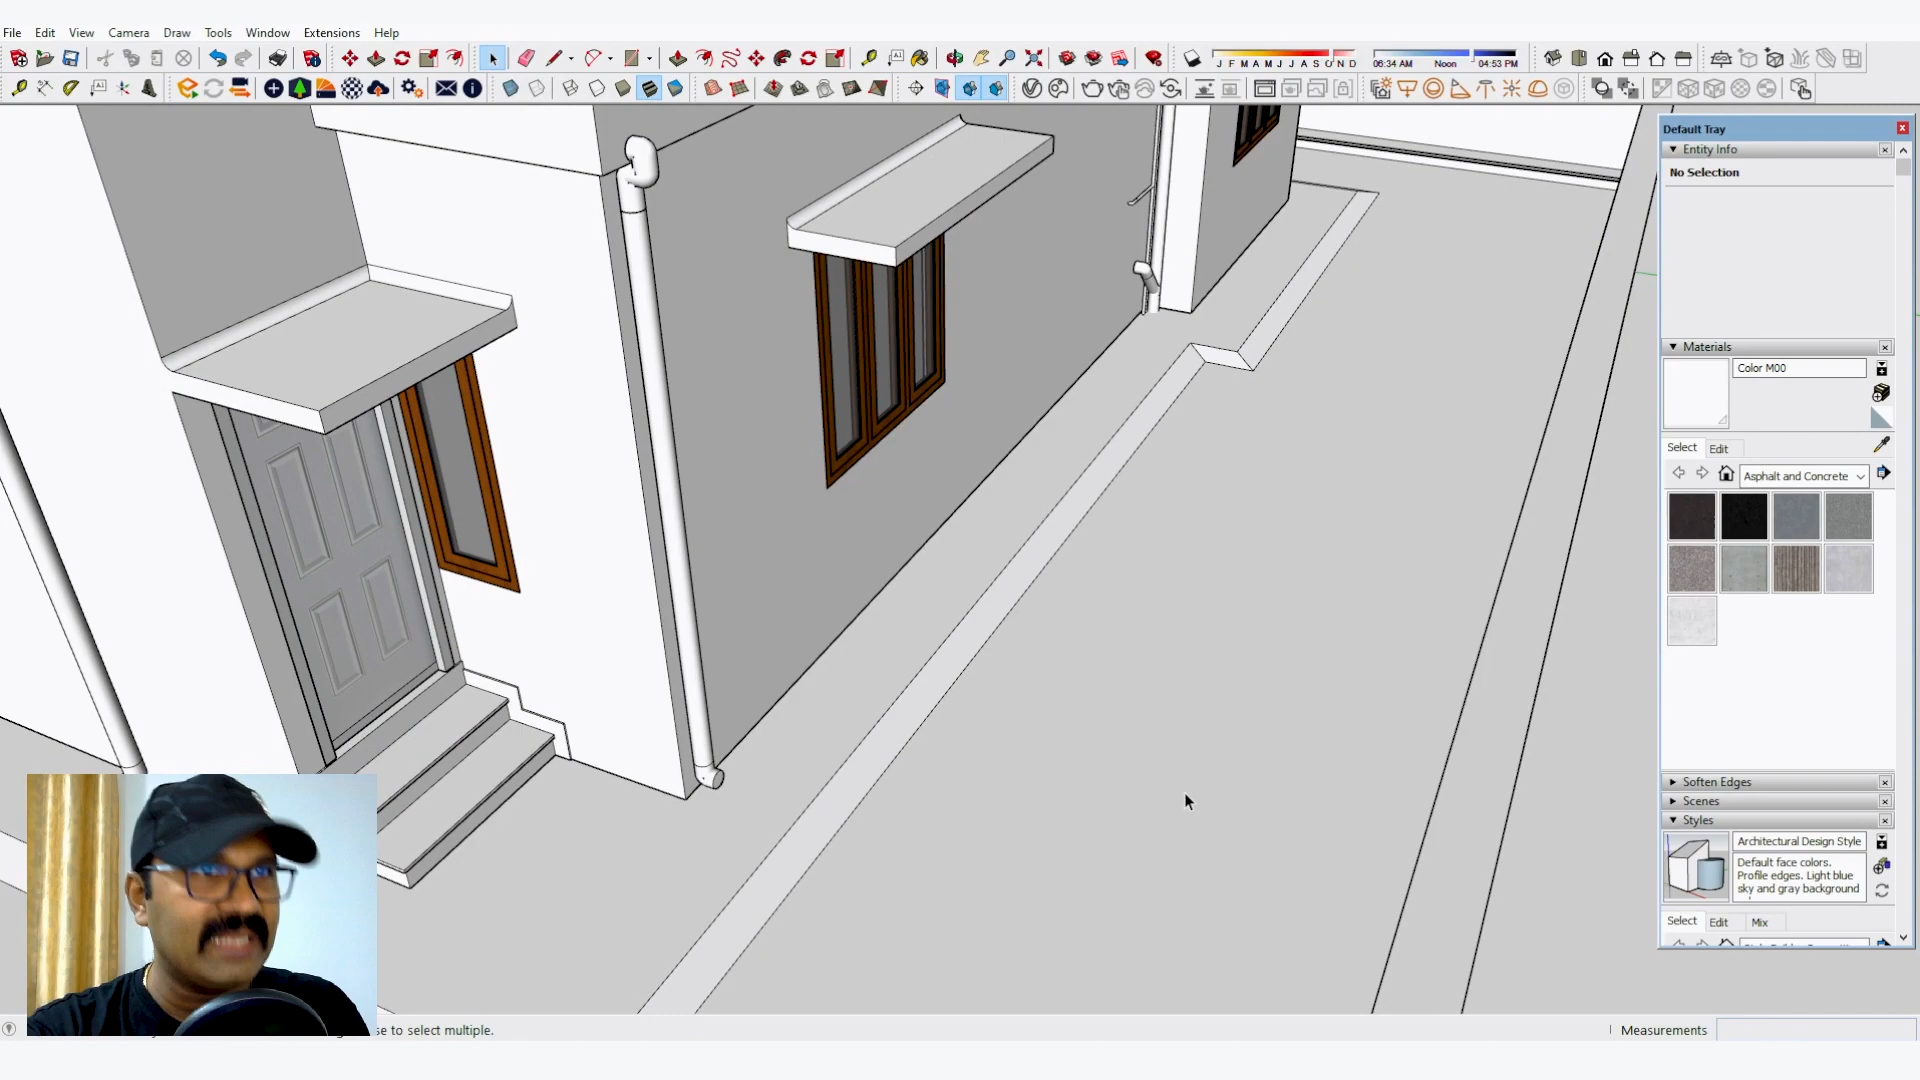 File Edit View Camera Draw Tools Window Extensions Help
J F M A M J J A S O N D
06:34 AM Noon 04:53 PM
Default Tray
Entity Info
No Selection
Materials
Color M00
Select Edit
Asphalt and Concrete
Soften Edges
Scenes
Styles
Architectural Design Style
Default face colors.
Profile edges. Light blue
sky and gray background
Select Edit Mix
se to select multiple.
Measurements